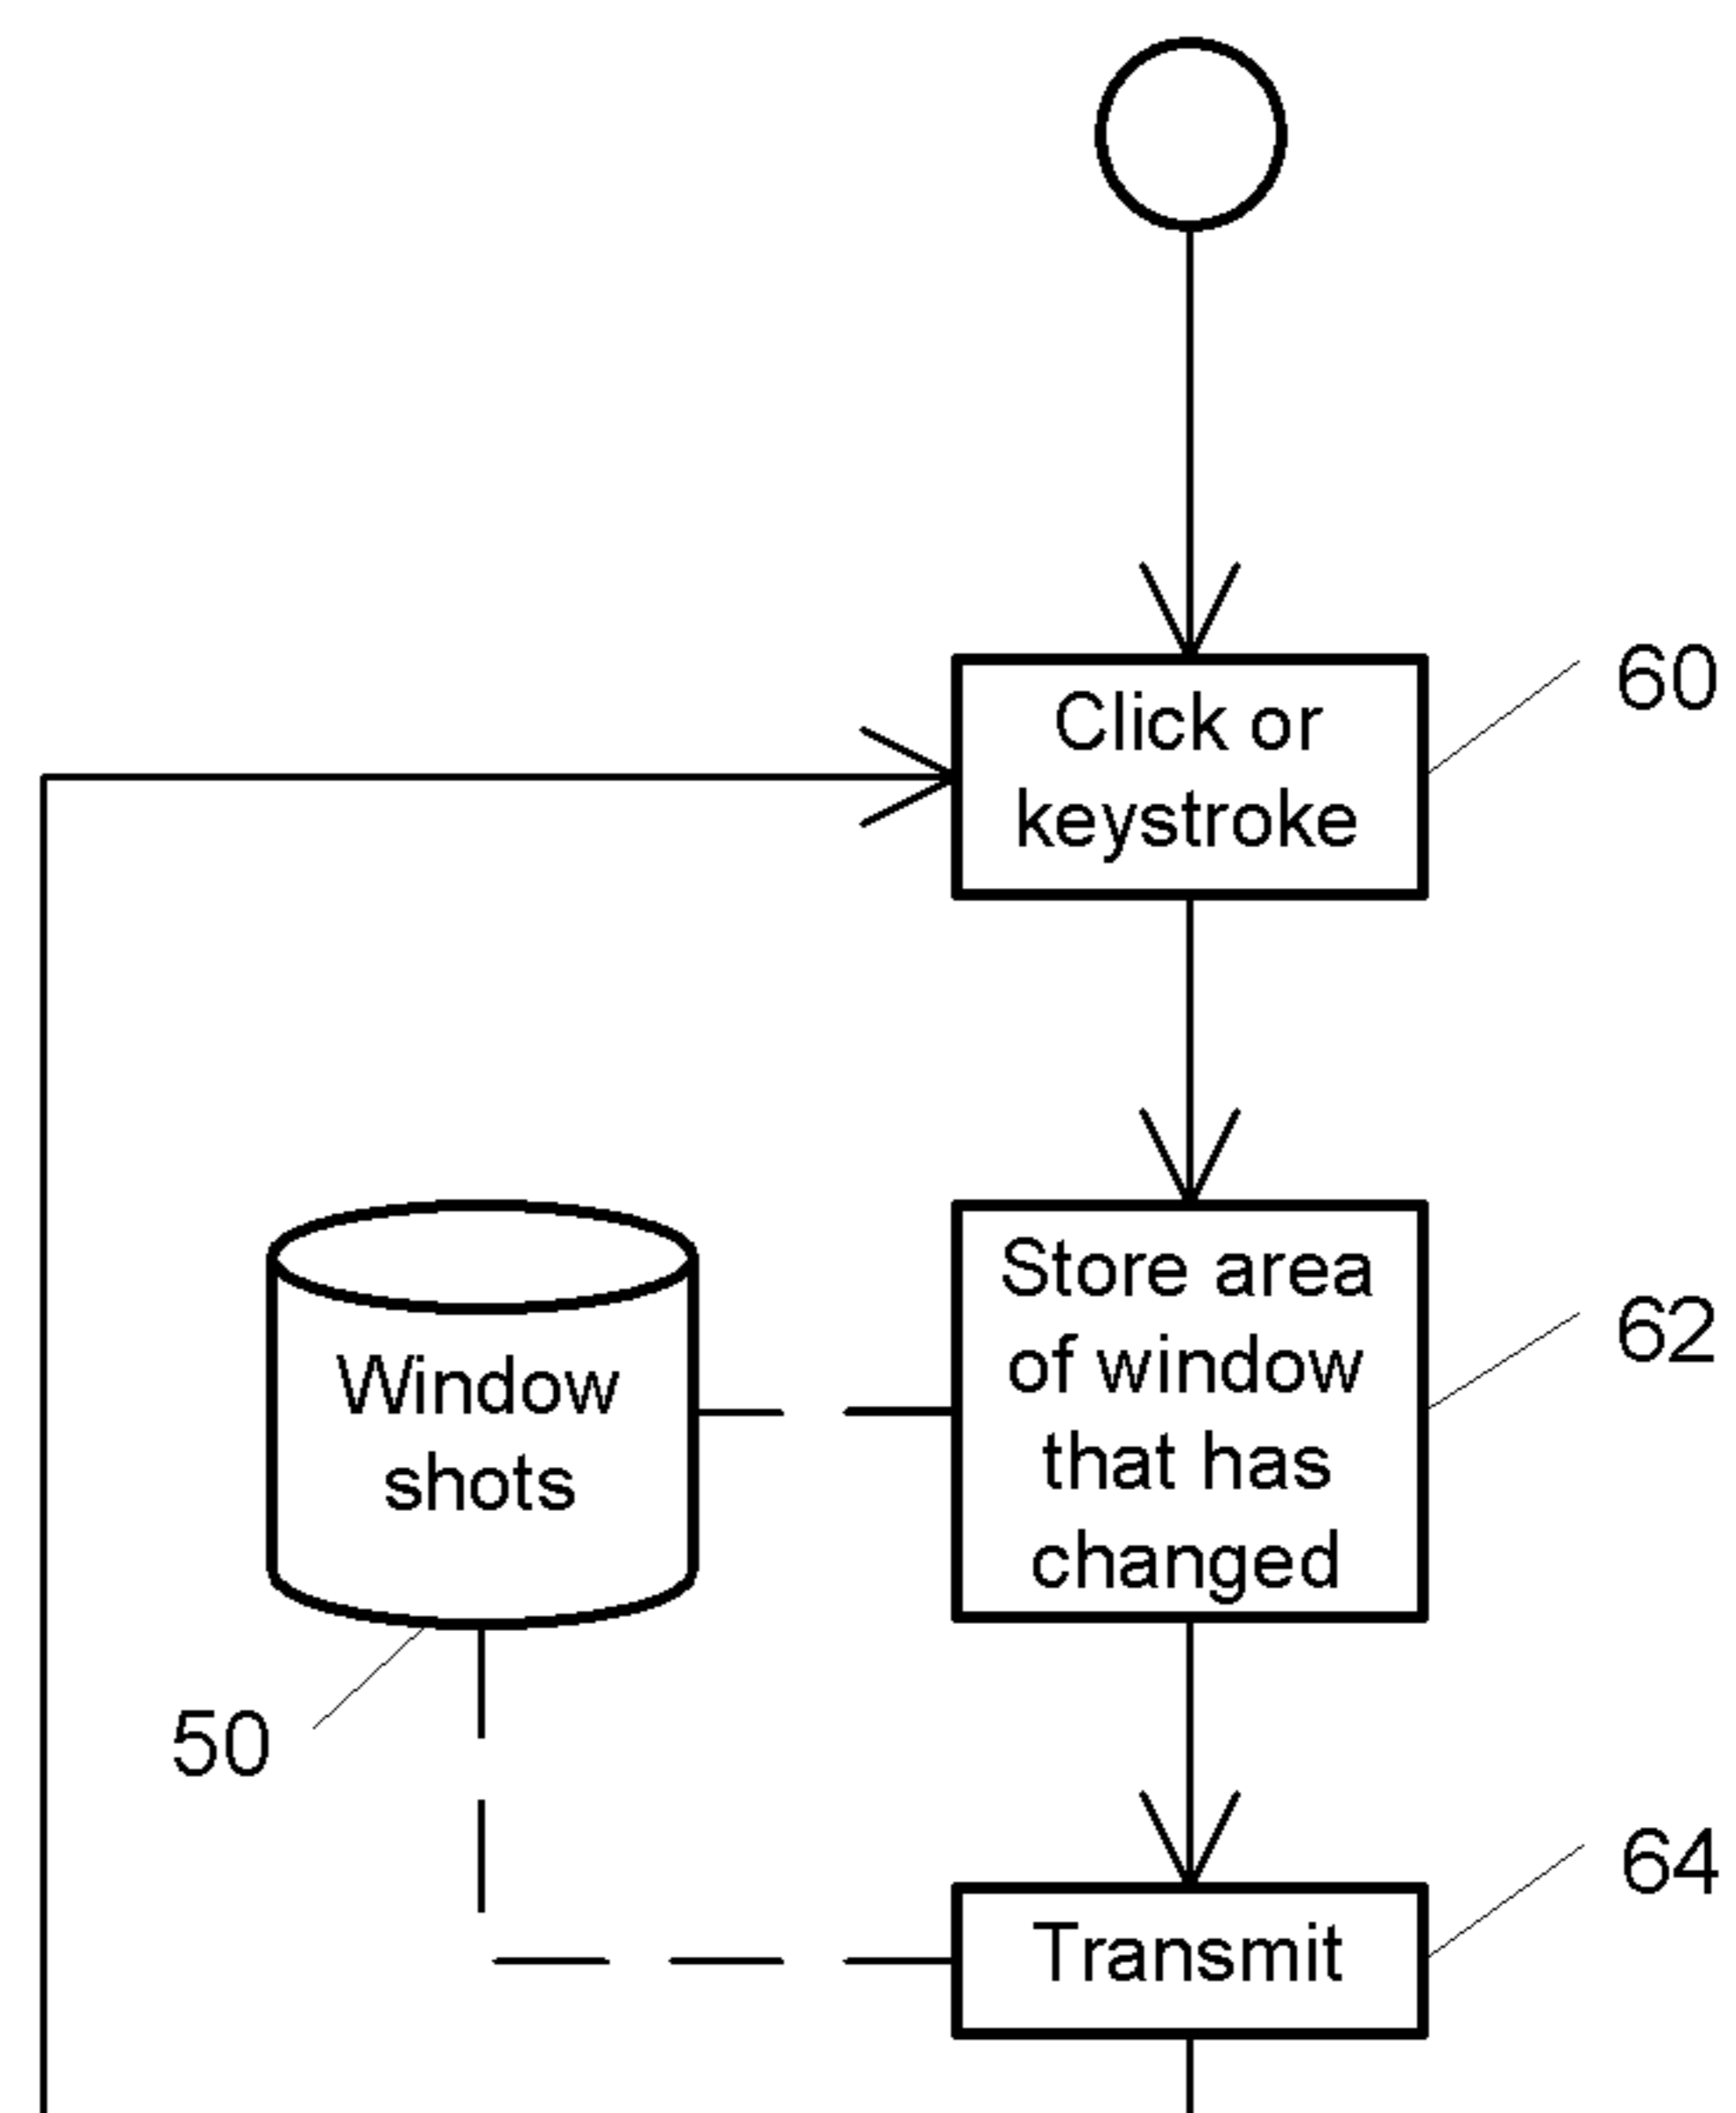 Click or
keystroke
60
Store area
of window
that has
changed
62
Window
shots
50
Transmit
64